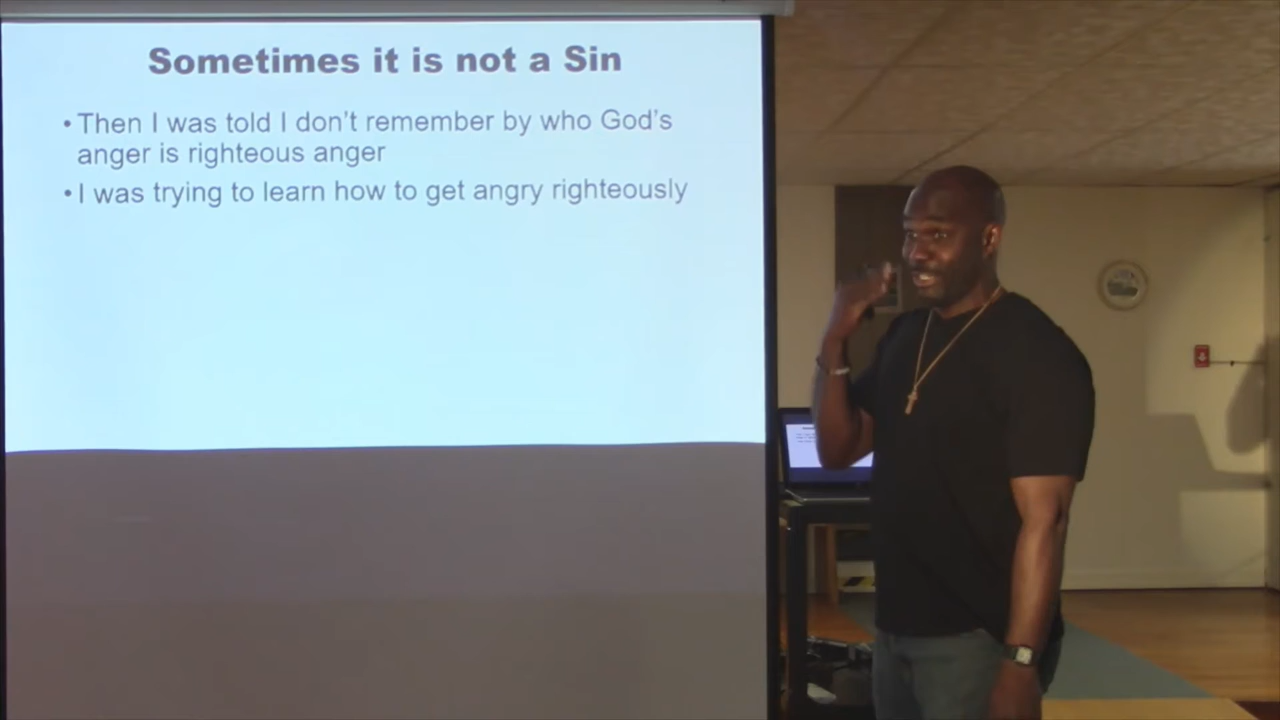 Sometimes it is not a Sin
•Then I was told I don't remember by who God's
anger is righteous anger
•I was trying to learn how to get angry righteously